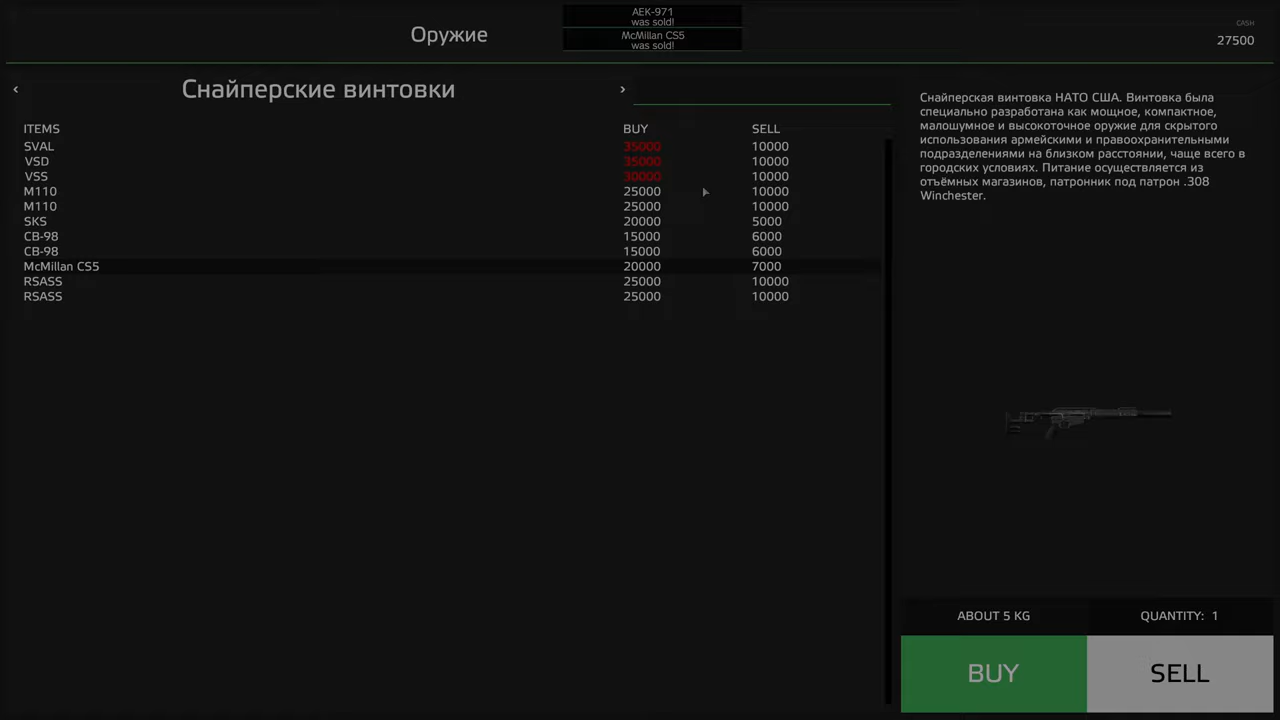 AEK-971
was sold!
McMillan CS5
was sold!
Оружие
CASH
27500
‹ Снайперские винтовки ›
ITEMS BUY SELL
SVAL 35000 10000
VSD 35000 10000
VSS 30000 10000
M110 25000 10000
M110 25000 10000
SKS 20000 5000
СВ-98 15000 6000
СВ-98 15000 6000
McMillan CS5 20000 7000
RSASS 25000 10000
RSASS 25000 10000
Снайперская винтовка НАТО США. Винтовка была
специально разработана как мощное, компактное,
малошумное и высокоточное оружие для скрытого
использования армейскими и правоохранительными
подразделениями на близком расстоянии, чаще всего в
городских условиях. Питание осуществляется из
отъёмных магазинов, патронник под патрон .308
Winchester.
ABOUT 5 KG
QUANTITY: 1
BUY
SELL